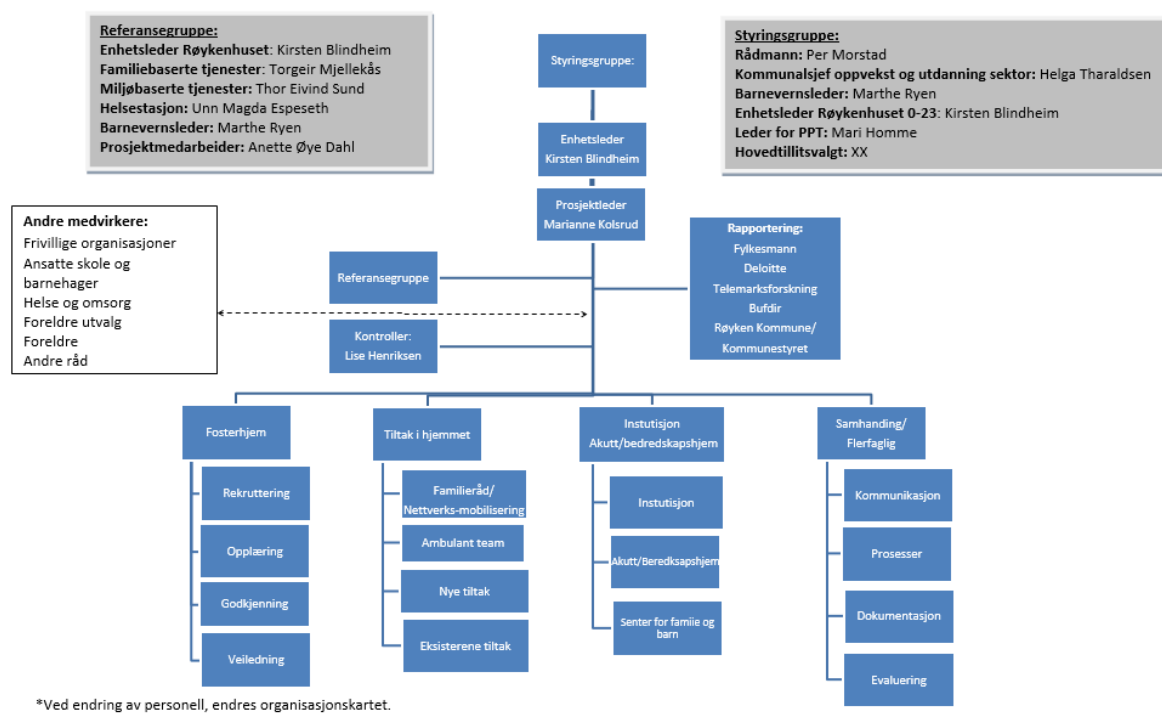 Referansegruppe:
Enhetsleder Røykenhuset: Kirsten Blindheim
Familiebaserte tjenester: Torgeir Mjellekås
Miljøbaserte tjenester: Thor Eivind Sund
Helsestasjon: Unn Magda Espeseth
Barnevernsleder: Marthe Ryen
Prosjektmedarbeider: Anette Øye Dahl
Styringsgruppe:
Styringsgruppe:
Rådmann: Per Morstad
Kommunalsjef oppvekst og utdanning sektor: Helga Tharaldsen
Barnevernsleder: Marthe Ryen
Enhetsleder Røykenhuset 0-23: Kirsten Blindheim
Leder for PPT: Mari Homme
Hovedtillitsvalgt: XX
Enhetsleder
Kirsten Blindheim
Prosjektleder
Marianne Kolsrud
Andre medvirkere:
Frivillige organisasjoner
Ansatte skole og
barnehager
Helse og omsorg
Foreldre utvalg
Foreldre
Andre råd
Referansegruppe
Kontroller:
Lise Henriksen
Rapportering:
Fylkesmann
Deloitte
Telemarksforskning
Bufdir
Røyken Kommune/
Kommunestyret
Fosterhjem
Rekruttering
Opplæring
Godkjenning
Veiledning
Tiltak i hjemmet
Familieråd/
Nettverks-mobilisering
Ambulant team
Nye tiltak
Eksisterene tiltak
Instutisjon
Akutt/bedredskapshjem
Instutisjon
Akutt/Beredksapshjem
Senter for famiie og
barn
Samhanding/
Flerfaglig
Kommunikasjon
Prosesser
Dokumentasjon
Evaluering
*Ved endring av personell, endres organisasjonskartet.